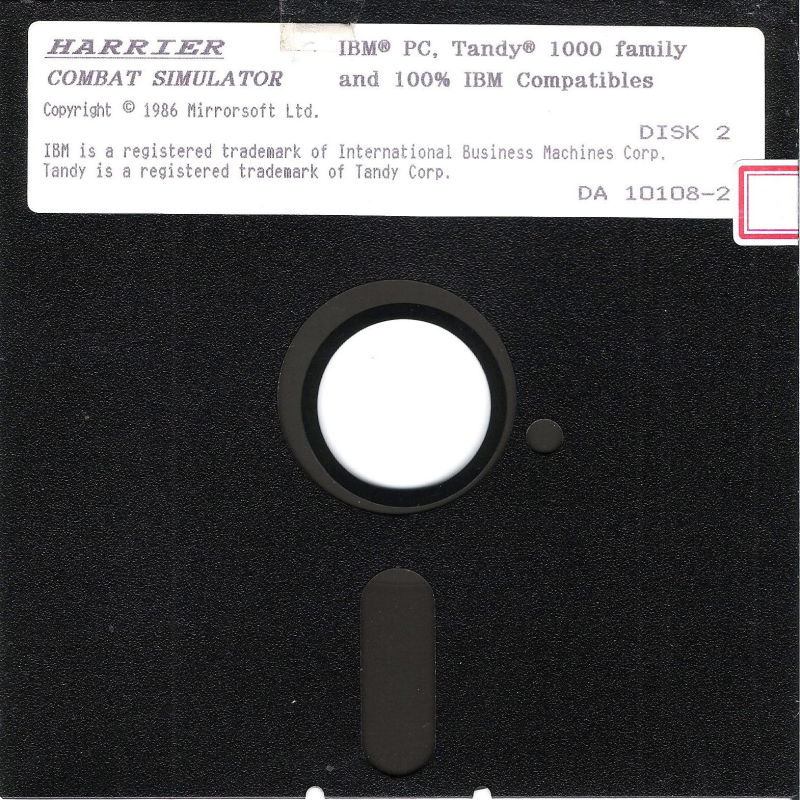 HARRIER
COMBAT SIMULATOR
IBM® PC, Tandy® 1000 family
and 100% IBM Compatibles
Copyright © 1986 Mirrorsoft Ltd.
DISK 2
IBM is a registered trademark of International Business Machines Corp.
Tandy is a registered trademark of Tandy Corp.
DA 10108-2